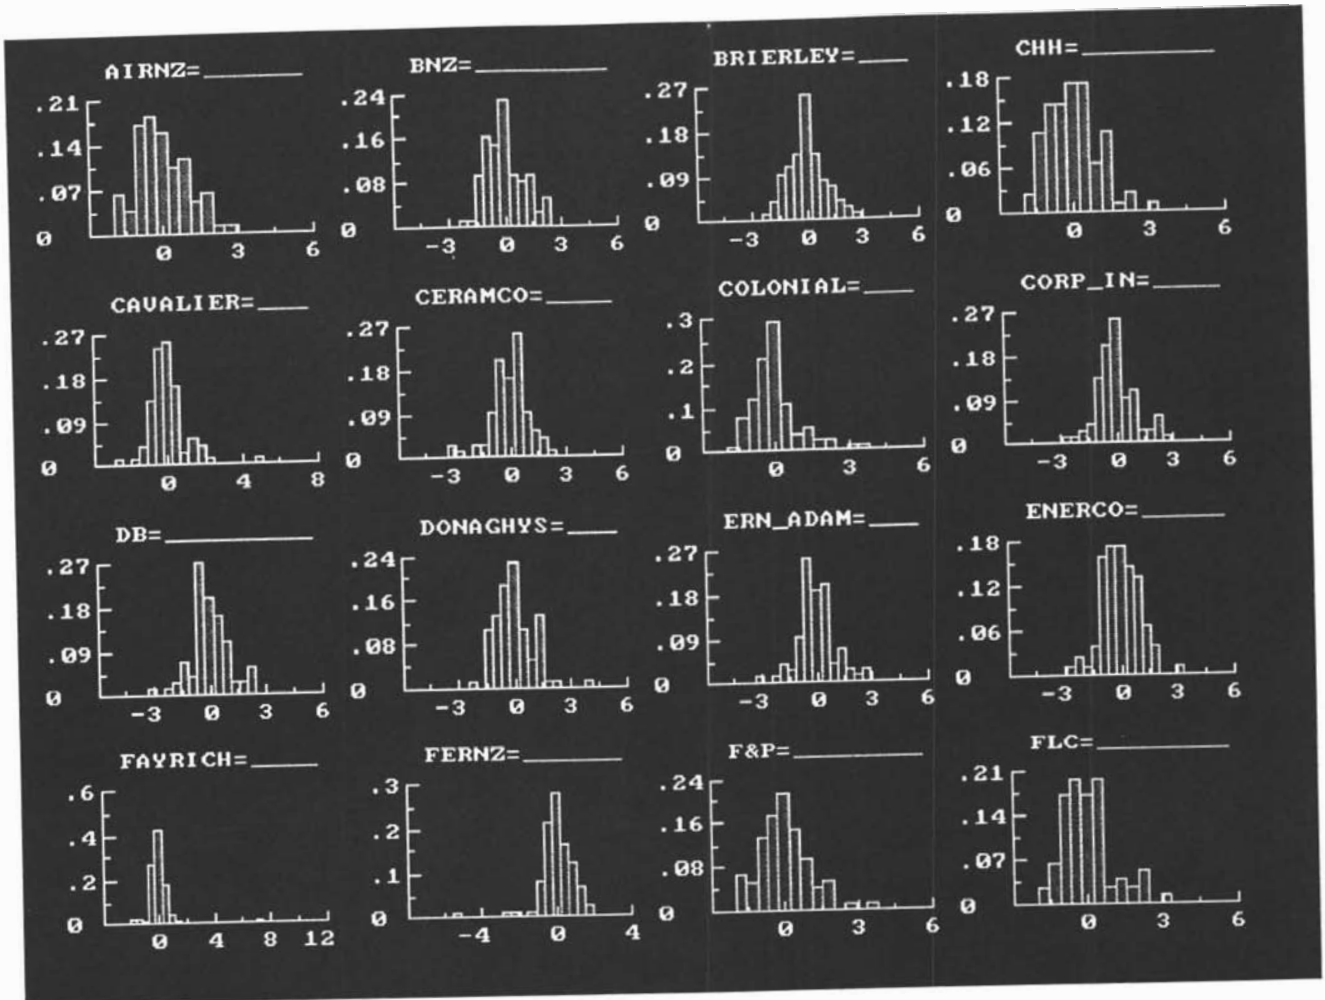 AIRNZ=
.21
.14
.07
0
0 3 6
BNZ=
.24
.16
.08
0
-3 0 3 6
BRIERLEY=
.27
.18
.09
0
-3 0 3 6
CHH=
.18
.12
.06
0
0 3 6
CAVALIER=
.27
.18
.09
0
0 4 8
CERAMCO=
.27
.18
.09
0
-3 0 3 6
COLONIAL=
.3
.2
.1
0
0 3 6
CORP_IN=
.27
.18
.09
0
-3 0 3 6
DB=
.27
.18
.09
0
-3 0 3 6
DONAGHYS=
.24
.16
.08
0
-3 0 3 6
ERN_ADAM=
.27
.18
.09
0
-3 0 3 6
ENERCO=
.18
.12
.06
0
-3 0 3 6
FAYRICH=
.6
.4
.2
0
0 4 8 12
FERNZ=
.3
.2
.1
0
-4 0 4
F&P=
.24
.16
.08
0
0 3 6
FLC=
.21
.14
.07
0
0 3 6